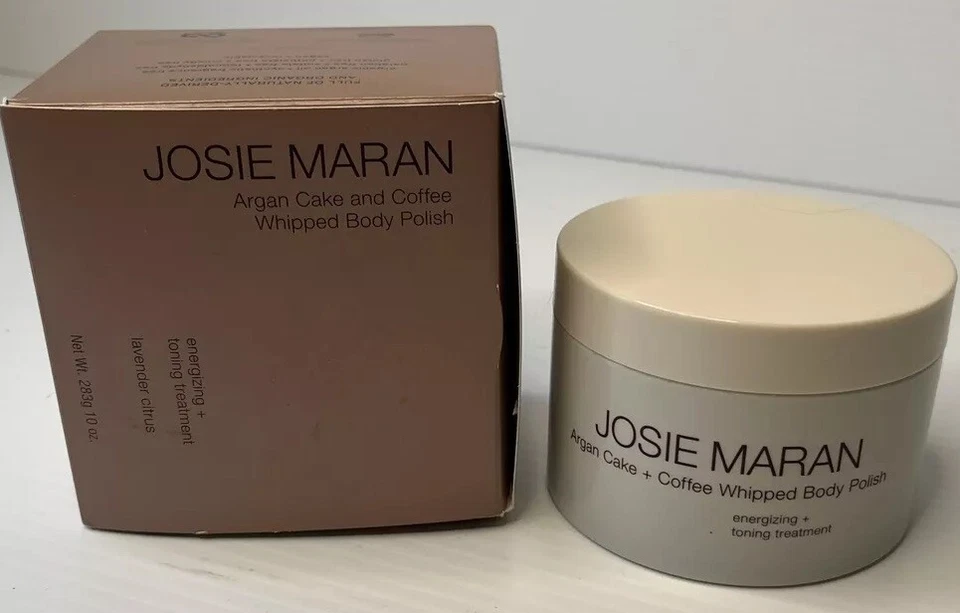 FULL OF NATURALLY-DERIVED
AND ORGANIC INGREDIENTS
JOSIE MARAN
Argan Cake and Coffee
Whipped Body Polish
energizing +
toning treatment
lavender citrus
Net Wt. 283g 10 oz.
JOSIE MARAN
Argan Cake + Coffee Whipped Body Polish
energizing +
toning treatment